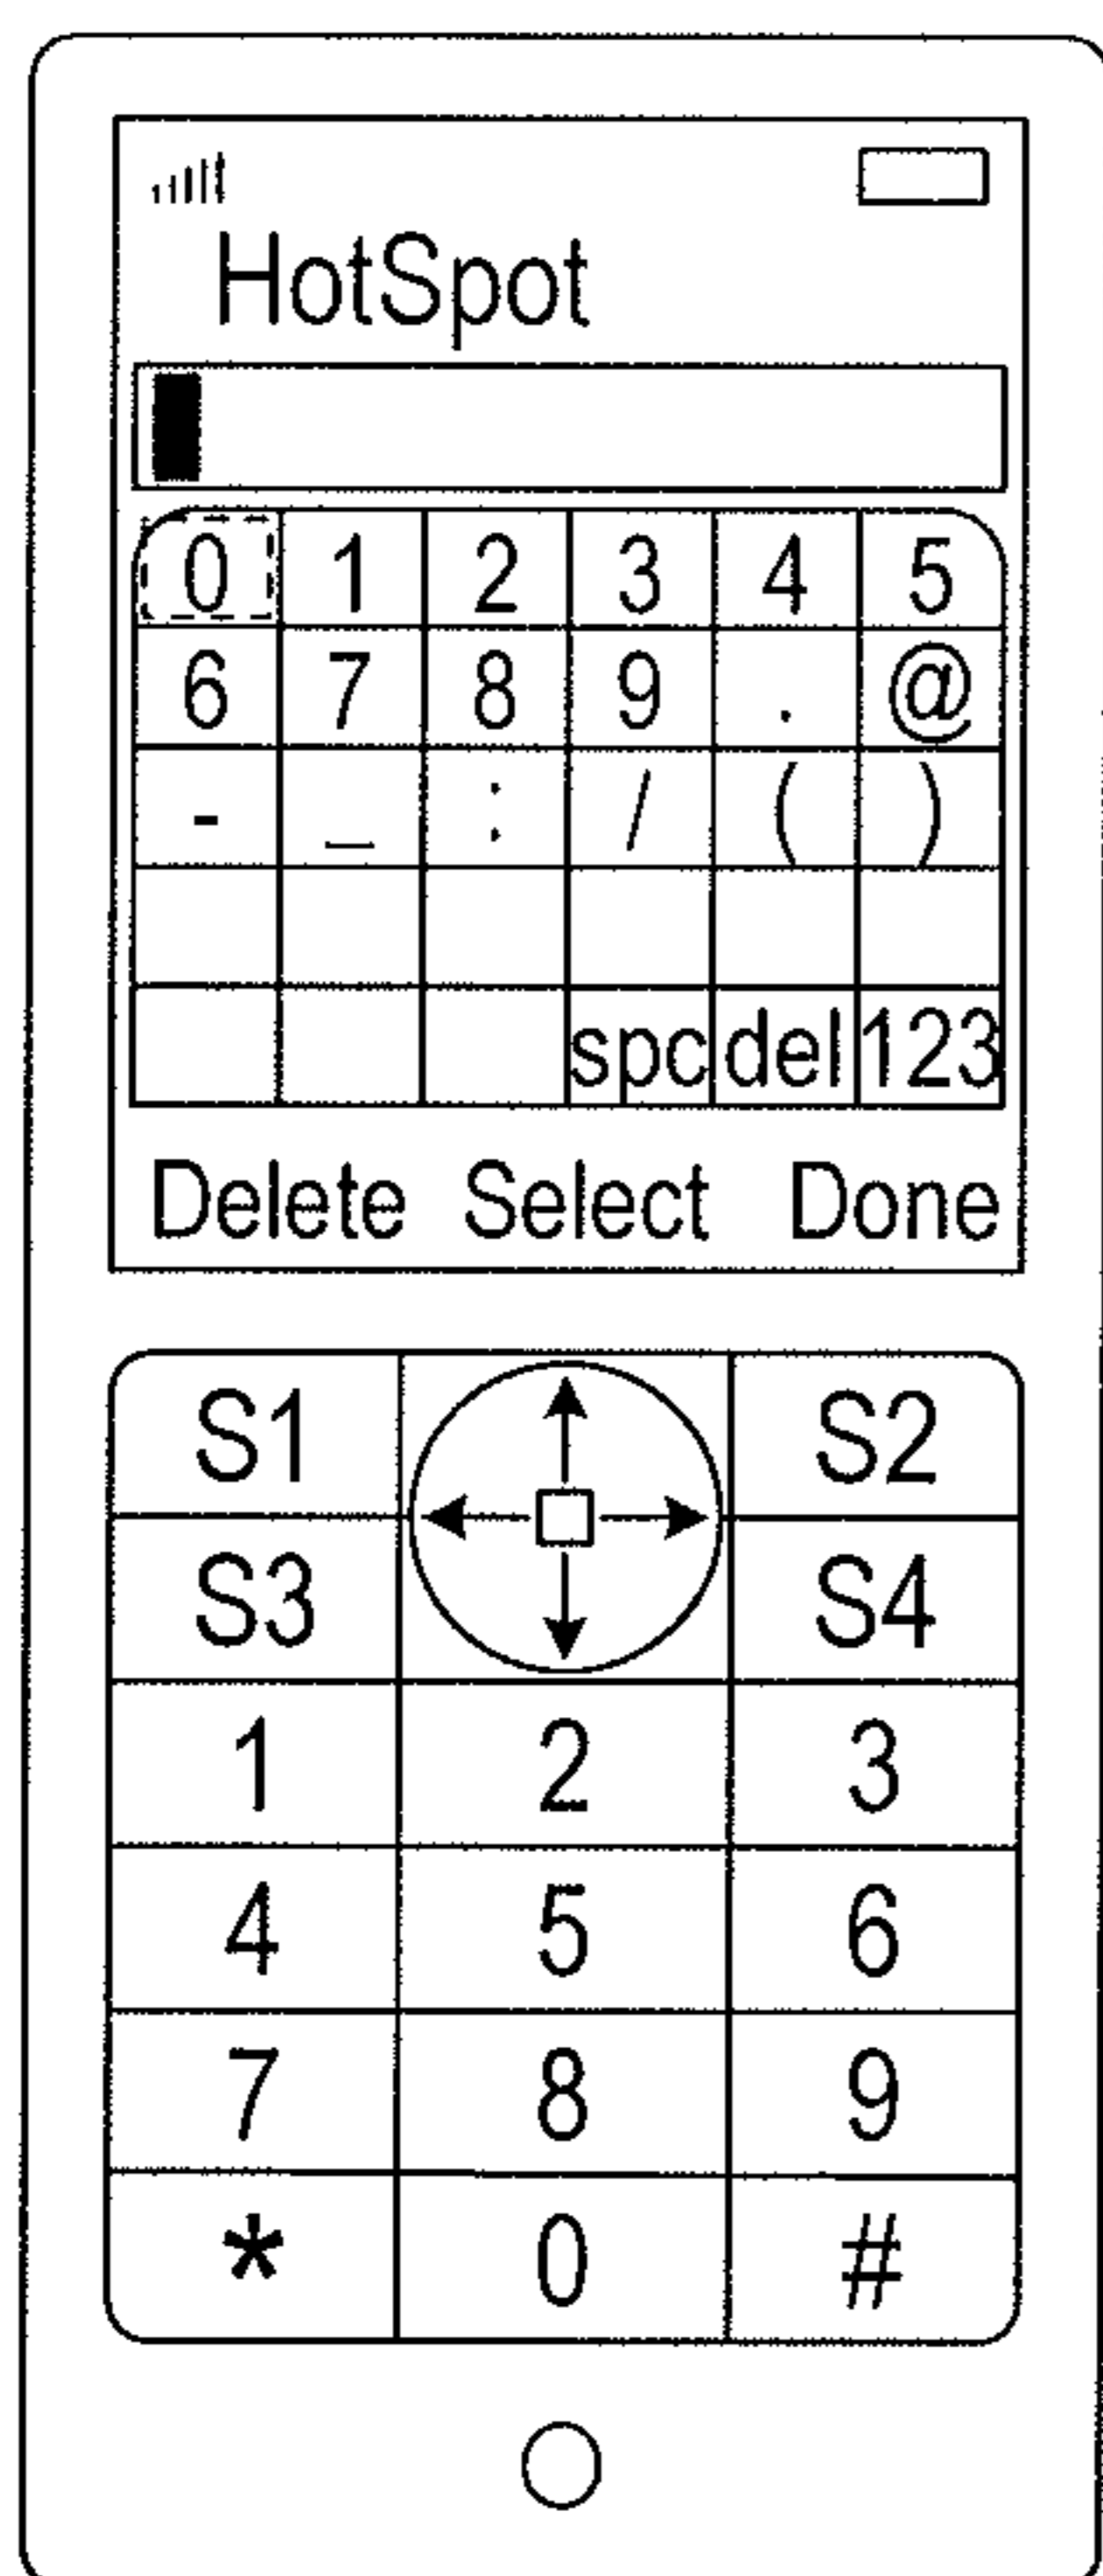 HotSpot
0 1 2 3 4 5
6 7 8 9 . @
- _ : / ( )
spc del 123
Delete Select Done
S1 S2
S3 S4
1 2 3
4 5 6
7 8 9
* 0 #